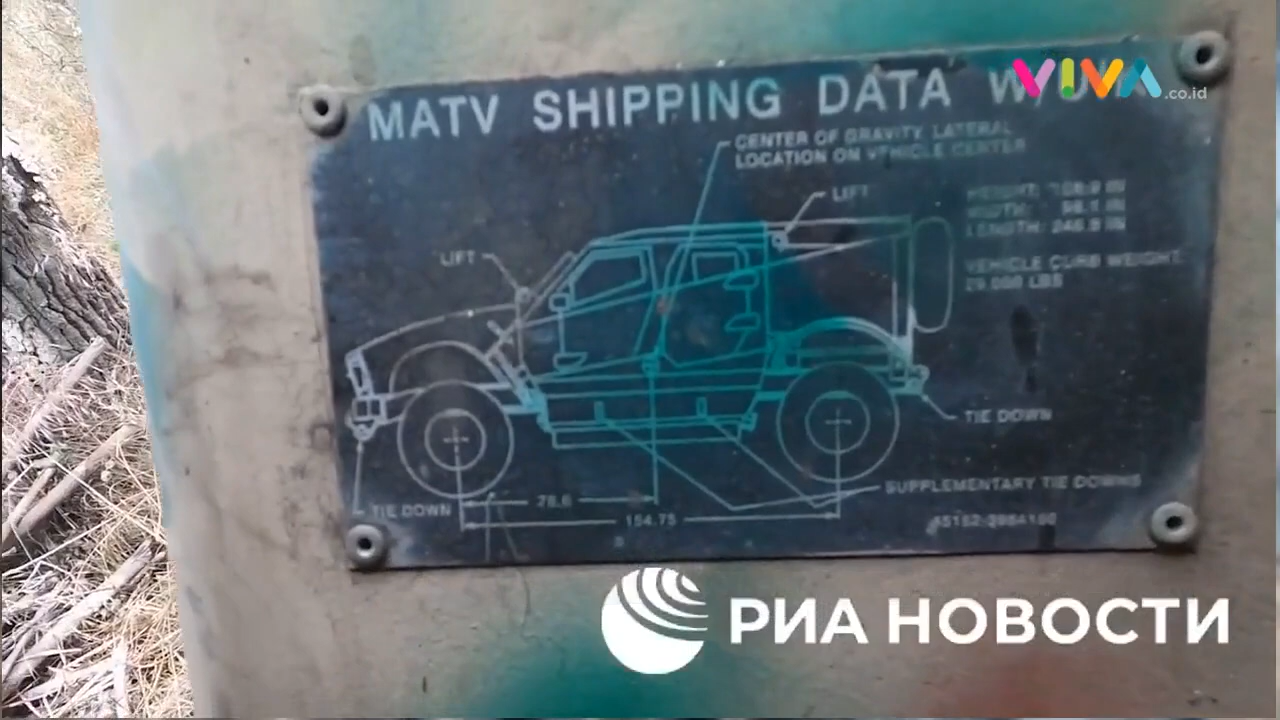 VIVA
.co.id
MATV SHIPPING DATA
CENTER OF GRAVITY, LATERAL
LOCATION ON VEHICLE CENTER
LIFT
HEIGHT:
WIDTH:
LENGTH:
LIFT
VEHICLE CURB WEIGHT:
LBS
TIE DOWN
SUPPLEMENTARY TIE DOWNS
TIE DOWN
78.6
154.75
РИА НОВОСТИ